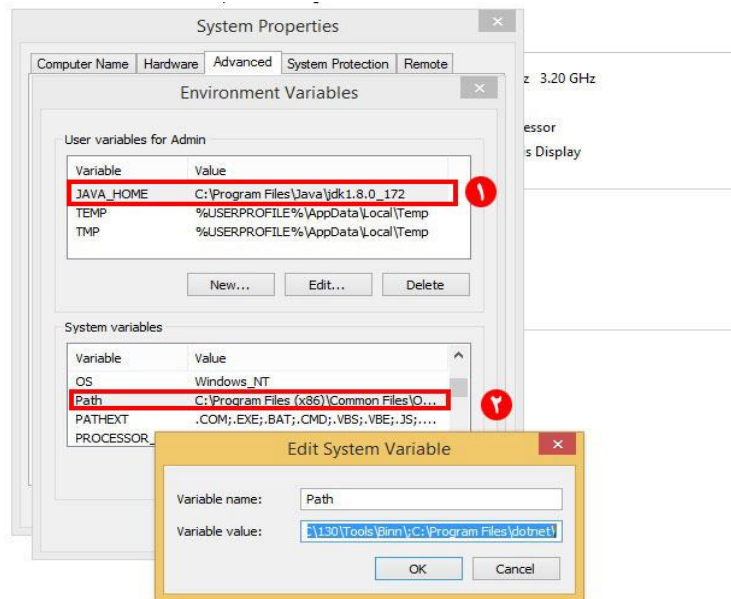 System Properties
Computer Name Hardware Advanced System Protection Remote
z 3.20 GHz
Environment Variables
essor
is Display
User variables for Admin
Variable Value
JAVA_HOME C:\Program Files\Java\jdk1.8.0_172
۱
TEMP %USERPROFILE%\AppData\Local\Temp
TMP %USERPROFILE%\AppData\Local\Temp
New... Edit... Delete
System variables
Variable Value
OS Windows_NT
Path C:\Program Files (x86)\Common Files\O...
۲
PATHEXT .COM;.EXE;.BAT;.CMD;.VBS;.VBE;.JS;....
PROCESSOR_
Edit System Variable
Variable name: Path
Variable value: \130\Tools\Binn\;C:\Program Files\dotnet\
OK Cancel